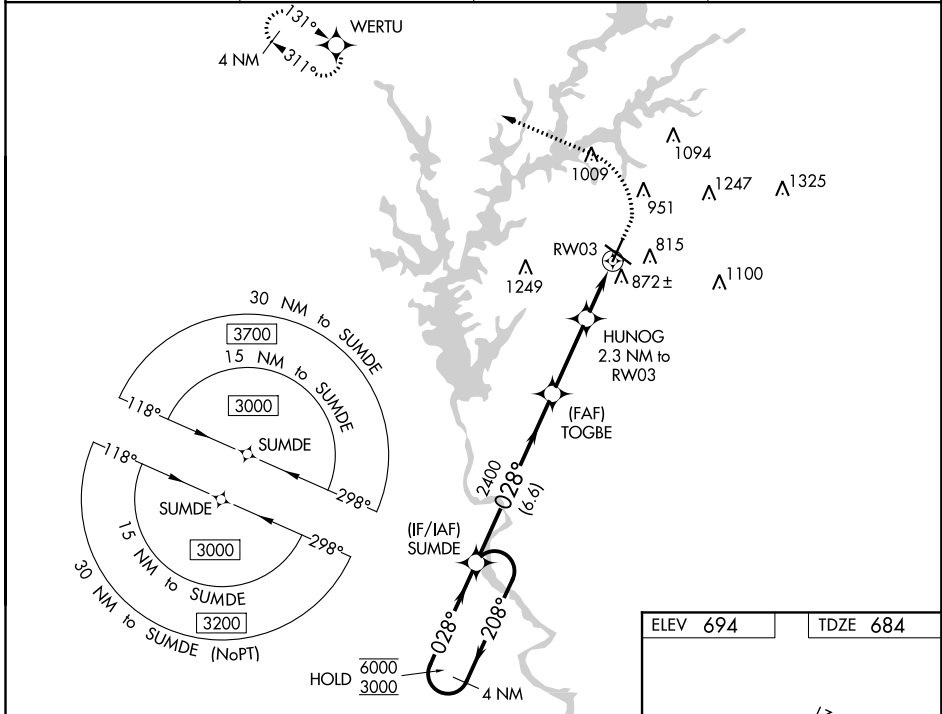 131°
WERTU
4 NM
311°
1094
1009
1247
1325
951
RW03
815
1249
872±
1100
HUNOG
2.3 NM to
RW03
(FAF)
TOGBE
30 NM to SUMDE
3700
15 NM to SUMDE
3000
118°
SUMDE
298°
118°
SUMDE
298°
3000
15 NM to SUMDE
3200
30 NM to SUMDE (NoPT)
2400
028°
(6.6)
(IF/IAF)
SUMDE
028°
208°
HOLD 6000
3000
4 NM
ELEV 694
TDZE 684